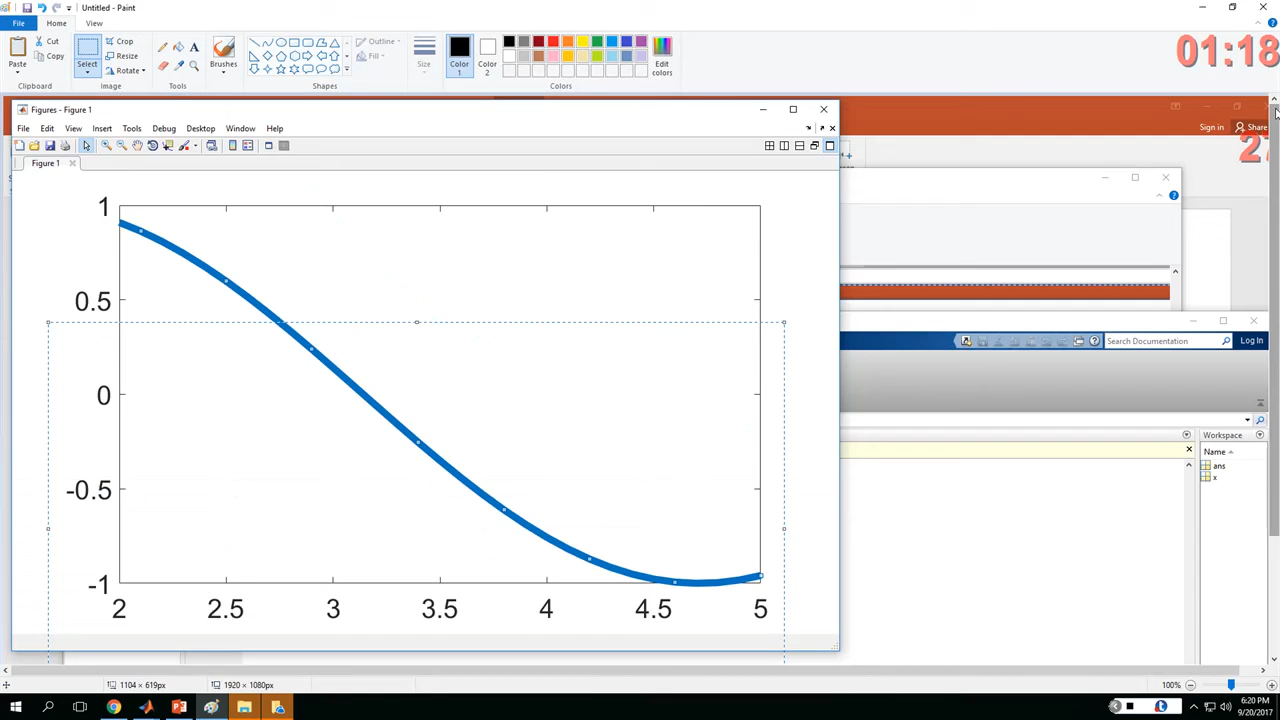 Untitled - Paint
File
Home
View
Paste
Cut
Copy
Clipboard
Select
Crop
Resize
Rotate
Image
Tools
Brushes
Outline
Fill
Shapes
Size
Color 1
Color 2
Edit colors
Colors
01:18
Figures - Figure 1
File Edit View Insert Tools Debug Desktop Window Help
Sign in
Share
27
Figure 1
1
0.5
0
-0.5
-1
2 2.5 3 3.5 4 4.5 5
Search Documentation
Log In
Workspace
Name
ans
x
1104 × 619px
1920 × 1080px
100%
6:20 PM
9/20/2017